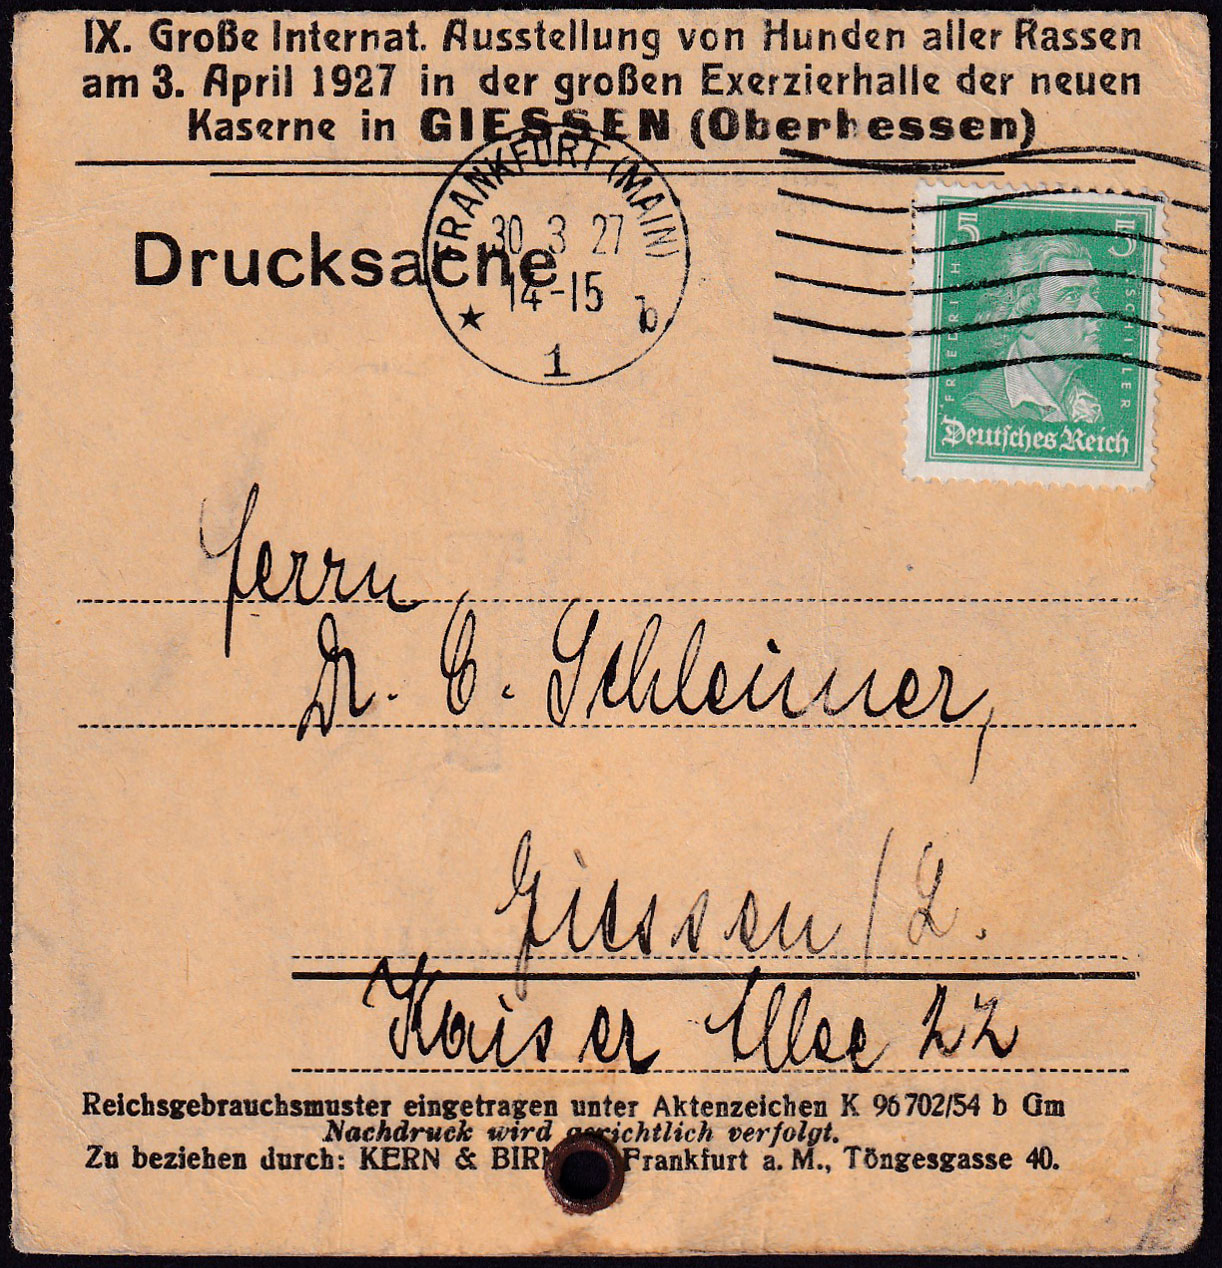 IX. Große Internat. Ausstellung von Hunden aller Rassen
am 3. April 1927 in der großen Exerzierhalle der neuen
Kaserne in GIESSEN (Oberhessen)
Drucksache
FRANKFURT (MAIN)
30 3 27
14-15
★ b
1
5 5
FRIEDRICH SCHILLER
Deutsches Reich
Herrn
Dr. E. Schleimer,
Giessen / L.
Kaiser Allee 22
Reichsgebrauchsmuster eingetragen unter Aktenzeichen K 96702/54 b Gm
Nachdruck wird gerichtlich verfolgt.
Zu beziehen durch: KERN & Frankfurt a. M., Töngesgasse 40.